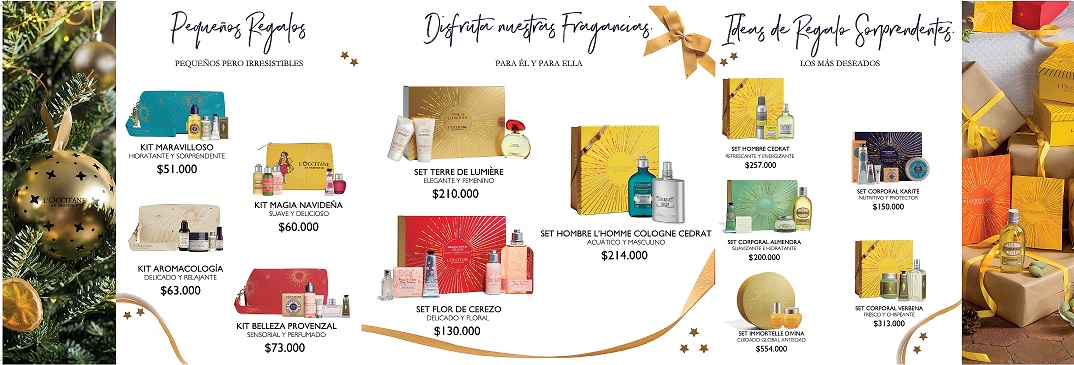 Pequeños Regalos
PEQUEÑOS PERO IRRESISTIBLES
KIT MARAVILLOSO
HIDRATANTE Y SORPRENDENTE
$51.000
L'OCCITANE
EN PROVENCE
KIT MAGIA NAVIDEÑA
SUAVE Y DELICIOSO
$60.000
L'OCCITANE
EN PROVENCE
KIT AROMACOLOGÍA
DELICADO Y RELAJANTE
$63.000
KIT BELLEZA PROVENZAL
SENSORIAL Y PERFUMADO
$73.000
Disfruta nuestras Fragancias.
PARA ÉL Y PARA ELLA
SET TERRE DE LUMIÈRE
ELEGANTE Y FEMENINO
$210.000
SET HOMBRE L'HOMME COLOGNE CEDRAT
ACUÁTICO Y MASCULINO
$214.000
SET FLOR DE CEREZO
DELICADO Y FLORAL
$130.000
Ideas de Regalo Sorprendentes.
LOS MÁS DESEADOS
SET HOMBRE CEDRAT
REFRESCANTE Y ENERGIZANTE
$257.000
SET CORPORAL KARITÉ
NUTRITIVO Y PROTECTOR
$150.000
SET CORPORAL ALMENDRA
SUAVIZANTE E HIDRATANTE
$200.000
SET CORPORAL VERBENA
FRESCO Y CHISPEANTE
$313.000
SET IMMORTELLE DIVINA
CUIDADO GLOBAL ANTIEDAD
$554.000